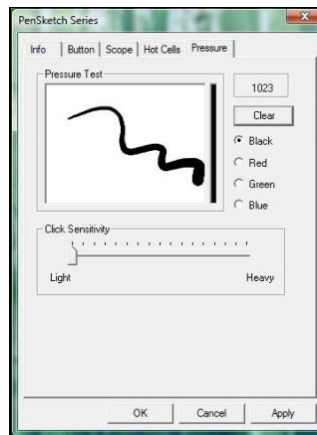 PenSketch Series
Info Button Scope Hot Cells Pressure
Pressure Test
1023
Clear
Black
Red
Green
Blue
Click Sensitivity
Light Heavy
OK Cancel Apply